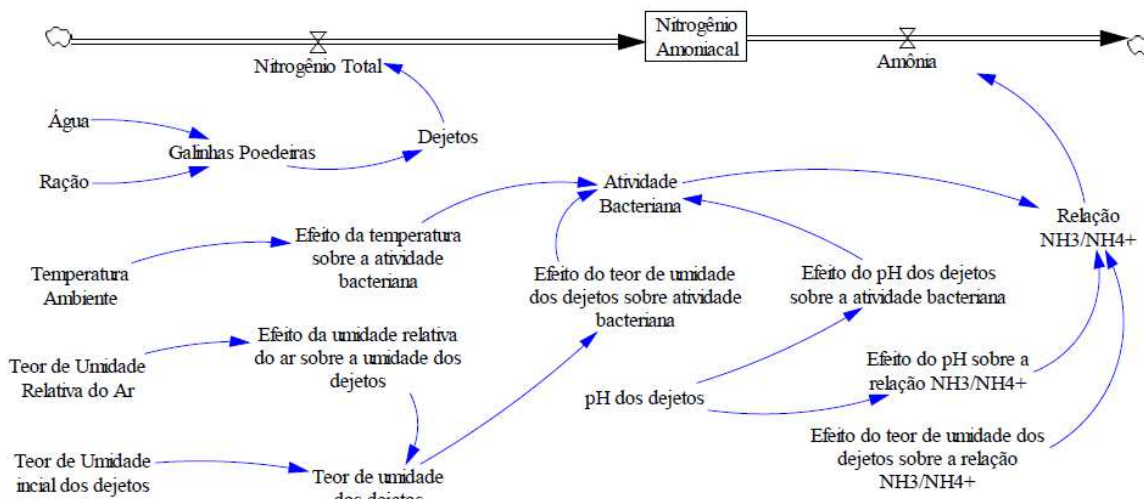 Nitrogênio
Amoniacal
Nitrogênio Total
Amônia
Água
Galinhas Poedeiras
Dejetos
Ração
Atividade
Bacteriana
Relação
NH3/NH4+
Efeito da temperatura
sobre a atividade
bacteriana
Temperatura
Ambiente
Efeito do teor de umidade
dos dejetos sobre atividade
bacteriana
Efeito do pH dos dejetos
sobre a atividade bacteriana
Efeito da umidade relativa
do ar sobre a umidade dos
dejetos
Teor de Umidade
Relativa do Ar
pH dos dejetos
Efeito do pH sobre a
relação NH3/NH4+
Efeito do teor de umidade dos
dejetos sobre a relação
NH3/NH4+
Teor de Umidade
incial dos dejetos
Teor de umidade
dos dejetos